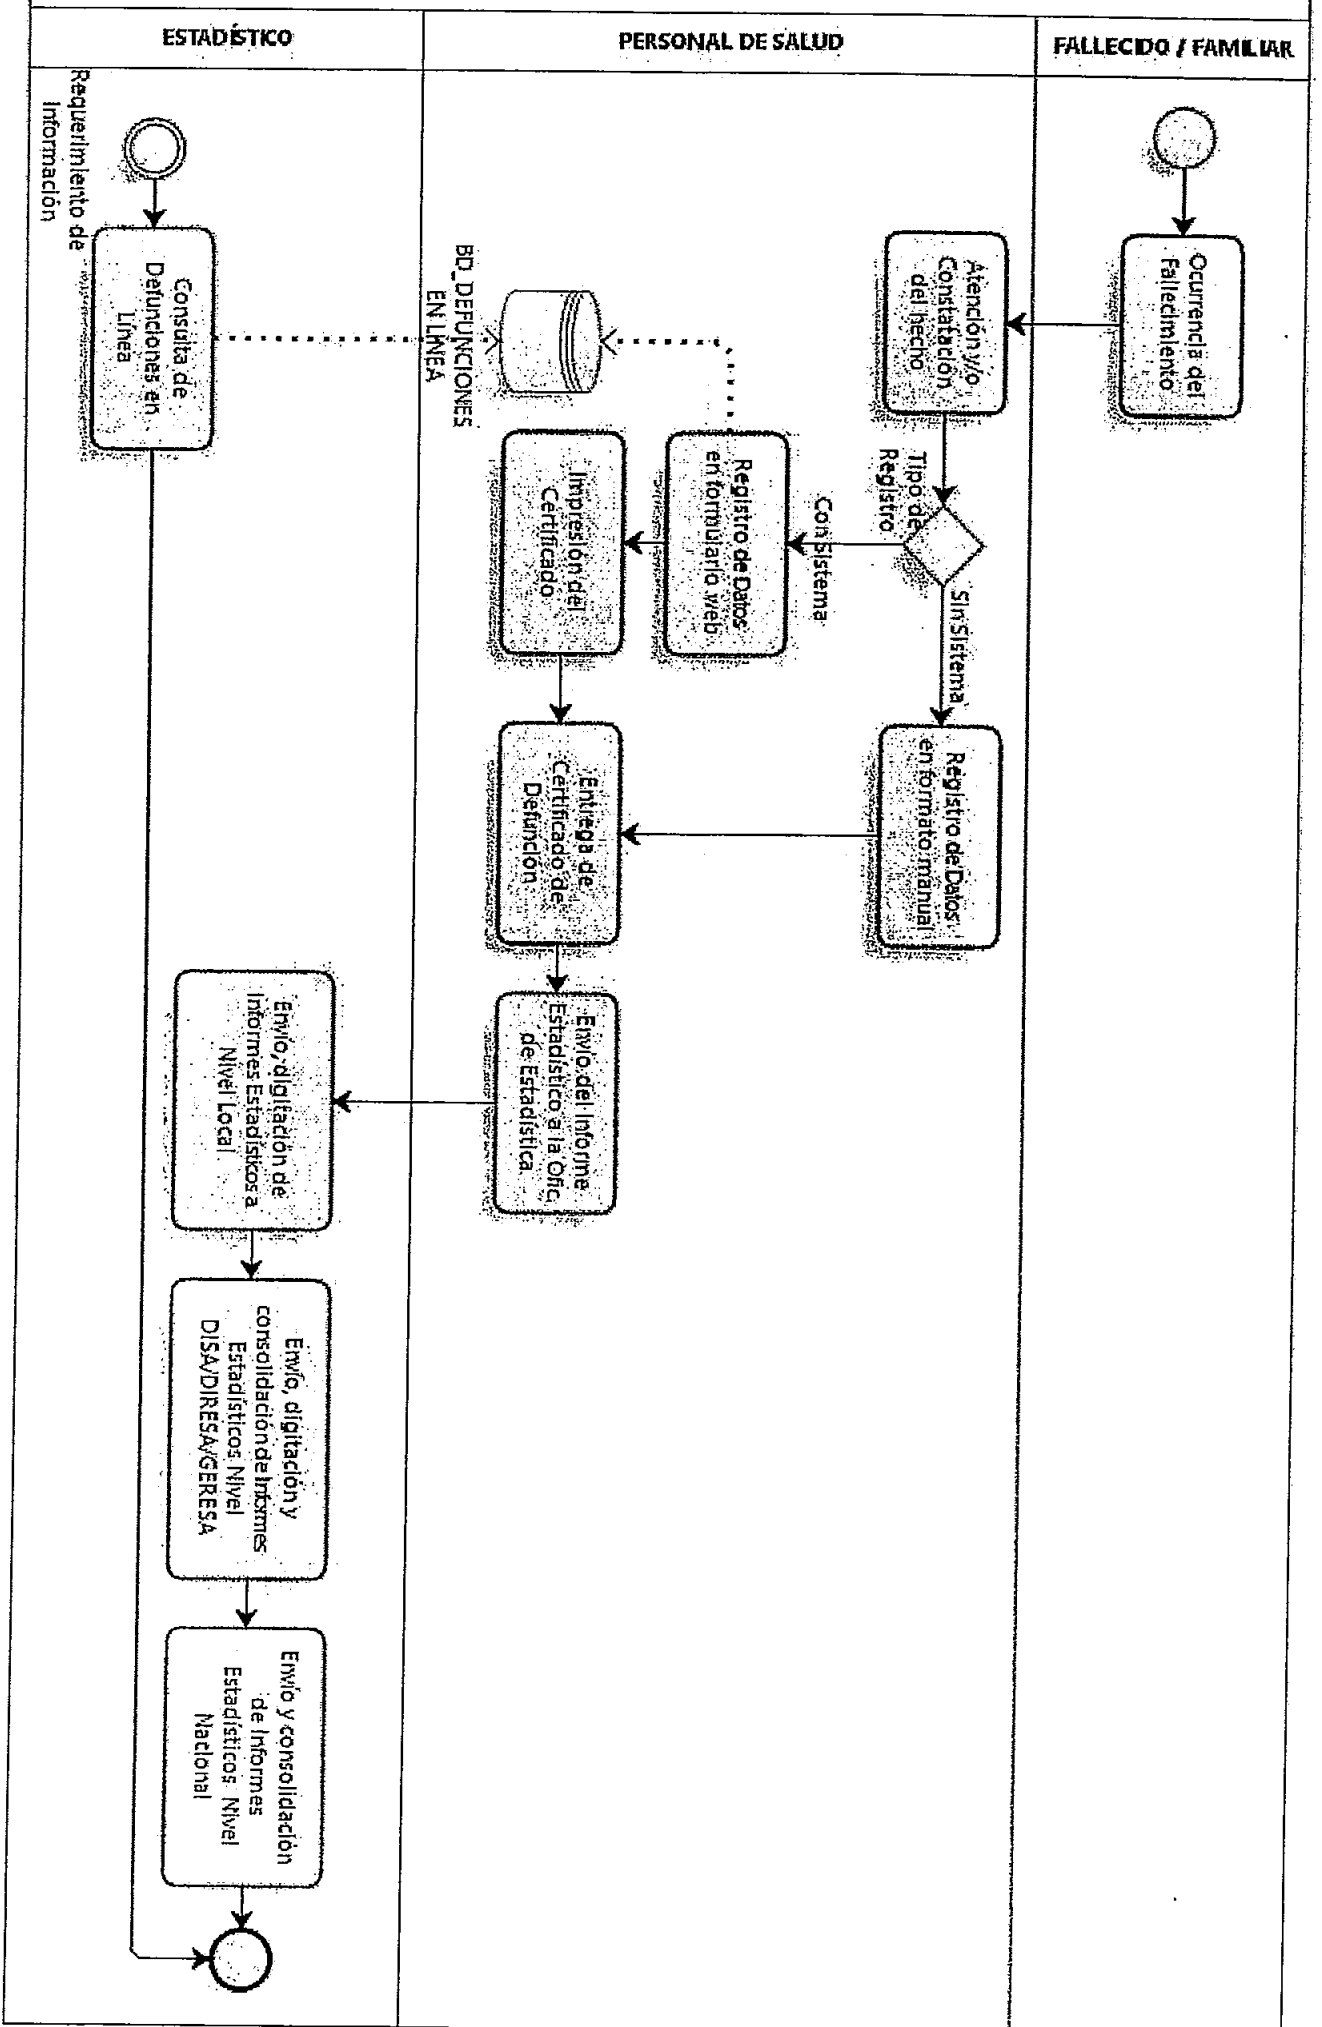 ESTADÍSTICO
PERSONAL DE SALUD
FALLECIDO / FAMILIAR
Ocurrencia del
Fallecimiento
Atención y/o
Constatación
del hecho
Tipo de
Registro
Sin Sistema
Con Sistema
Registro de Datos
en formato manual
Registro de Datos
en formulario web
BD_DEFUNCIONES
EN LÍNEA
Impresión del
Certificado
Entrega de
Certificado de
Defunción
Envío del Informe
Estadístico a la Ofic.
de Estadística
Requerimiento de
Información
Consulta de
Defunciones en
Línea
Envío, digitación de
Informes Estadísticos a
Nivel Local
Envío, digitación y
consolidación de Informes
Estadísticos Nivel
DISA/DIRESA/GERESA
Envío y consolidación
de Informes
Estadísticos Nivel
Nacional